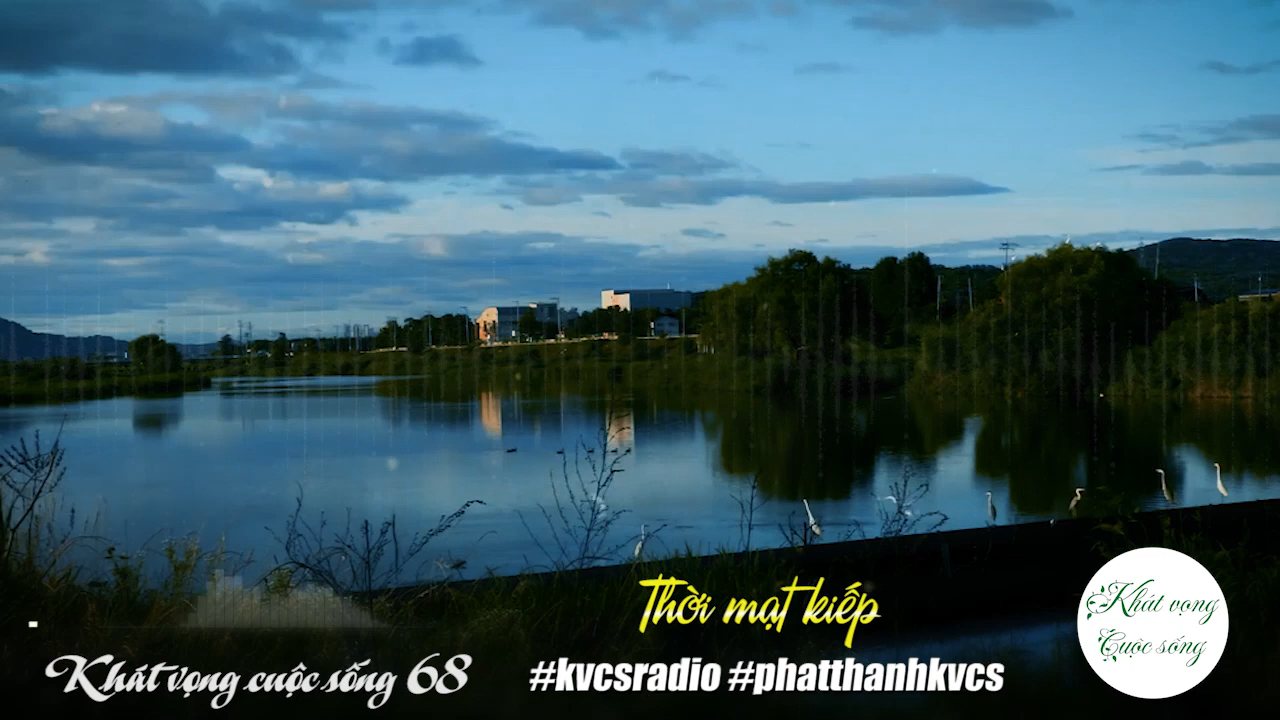 Thời mạt kiếp
Khát vọng cuộc sống 68
#kvcsradio #phatthanhkvcs
Khát vọng
Cuộc sống